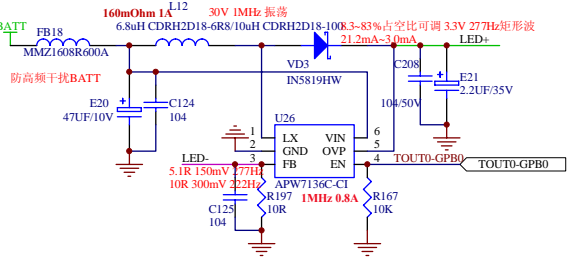 BATT
FB18
MMZ1608R600A
160mOhm 1A
L12
6.8uH CDRH2D18-6R8/10uH CDRH2D18-100
30V 1MHz 振荡
8.3~83%占空比可调 3.3V 277Hz矩形波
21.2mA~3.0mA
LED+
防高频干扰BATT
VD3
IN5819HW
C208
104/50V
E21
2.2UF/35V
E20
47UF/10V
C124
104
U26
1 LX VIN 6
2 GND OVP 5
3 FB EN 4
APW7136C-CI
1MHz 0.8A
LED-
5.1R 150mV 277Hz
10R 300mV 222Hz
C125
104
R197
10R
R167
10K
TOUT0-GPB0
TOUT0-GPB0